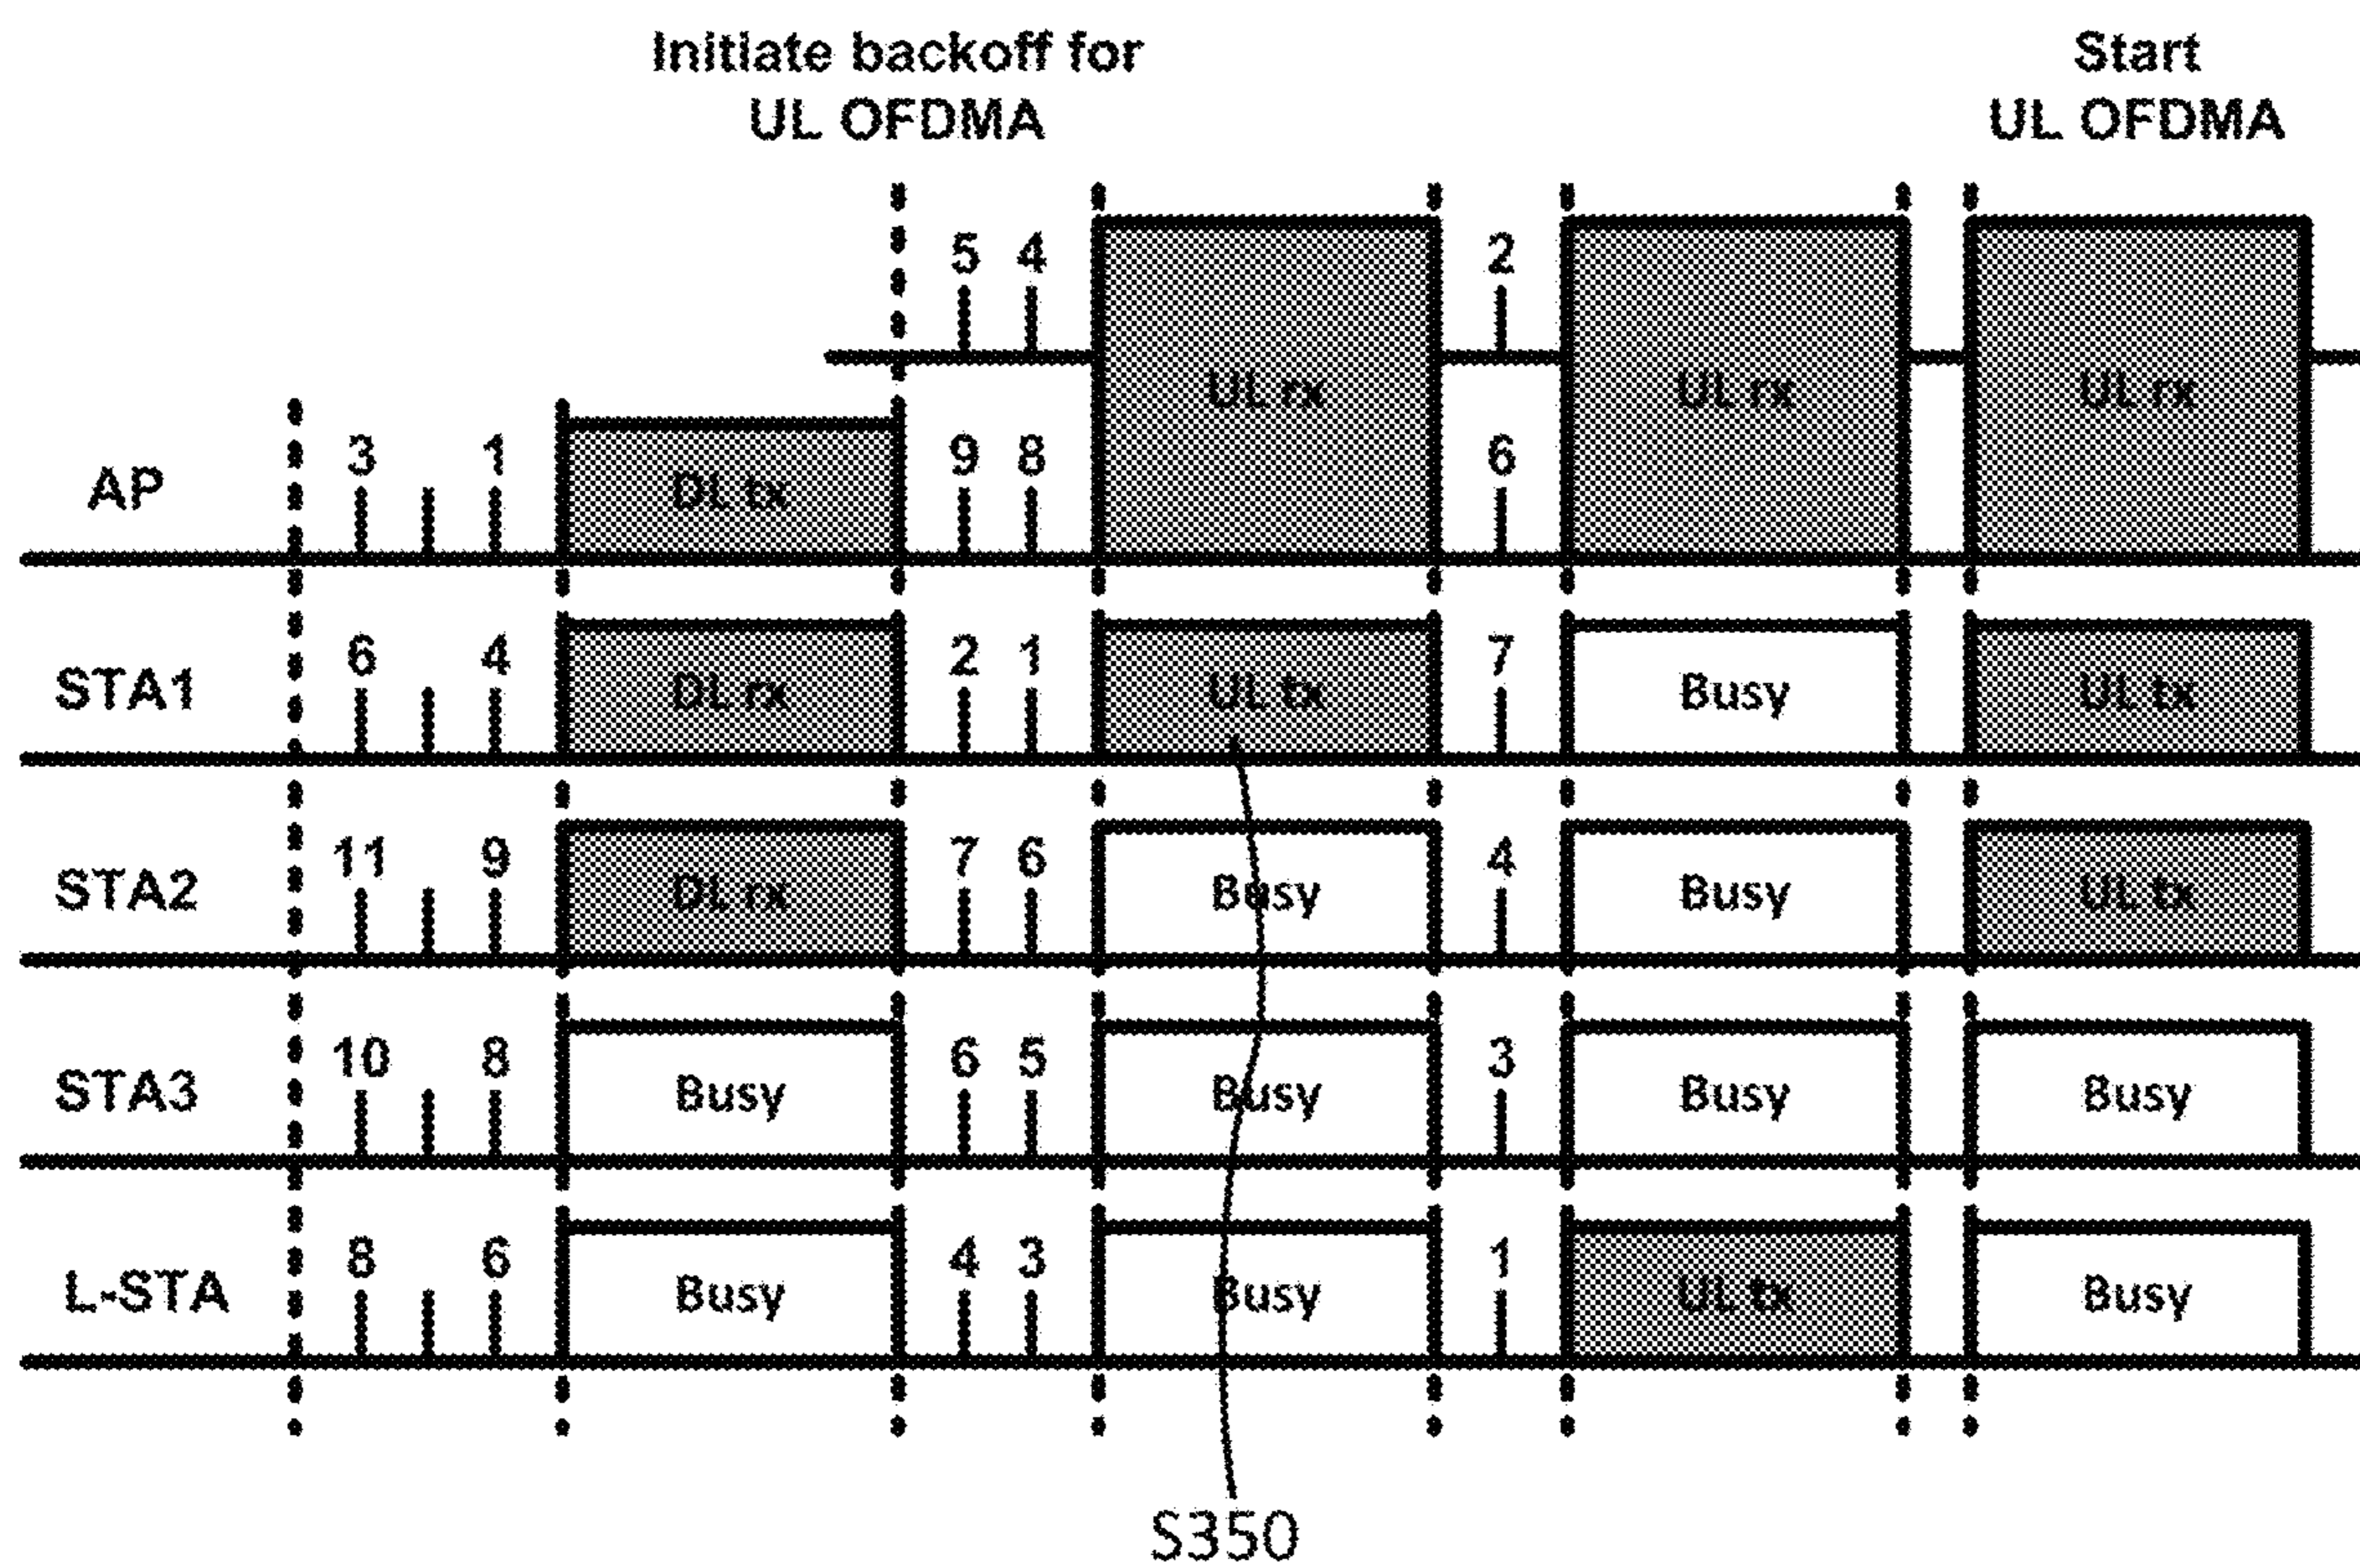 Initiate backoff for
UL OFDMA
Start
UL OFDMA
5 4 UL rx 2 UL rx UL rx
AP 3 1 DL tx 9 8 6
STA1 6 4 DL rx 2 1 UL tx 7 Busy UL tx
STA2 11 9 DL rx 7 6 Busy 4 Busy UL tx
STA3 10 8 Busy 6 5 Busy 3 Busy Busy
L-STA 8 6 Busy 4 3 Busy 1 UL tx Busy
S350